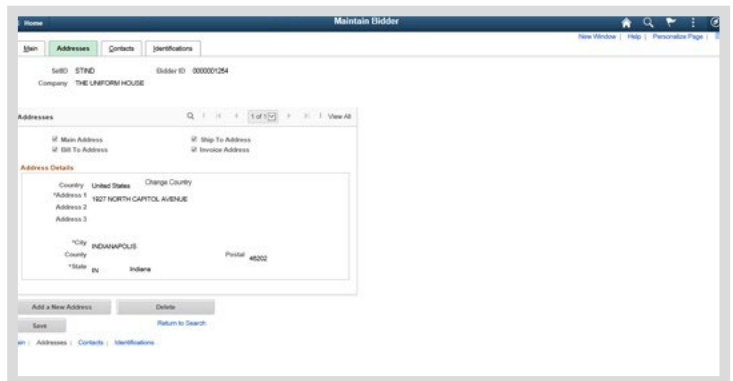 Home Maintain Bidder
New Window | Help | Personalize Page |
Main Addresses Contacts Identifications
SetID STIND Bidder ID 0000001254
Company THE UNIFORM HOUSE
Addresses 1 of 1 View All
Main Address Ship To Address
Bill To Address Invoice Address
Address Details
Country United States Change Country
*Address 1 1927 NORTH CAPITOL AVENUE
Address 2
Address 3
*City INDIANAPOLIS
County Postal 46202
*State IN Indiana
Add a New Address Delete
Save Return to Search
ain | Addresses | Contacts | Identifications